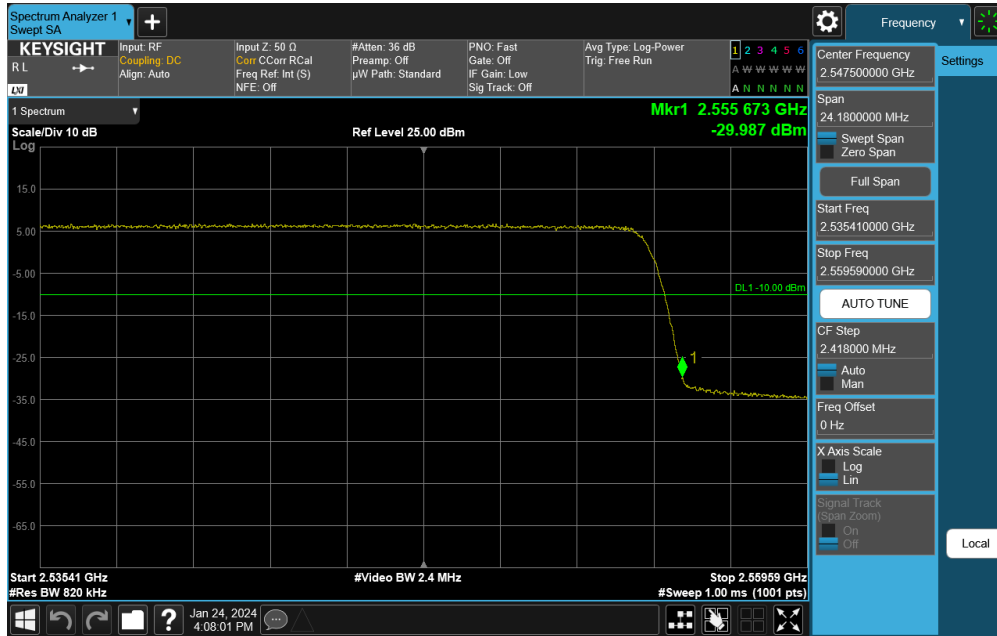 Spectrum Analyzer 1
Swept SA
+
Frequency
KEYSIGHT
R L
LXI
Input: RF
Coupling: DC
Align: Auto
Input Z: 50 Ω
Corr CCorr RCal
Freq Ref: Int (S)
NFE: Off
#Atten: 36 dB
Preamp: Off
µW Path: Standard
PNO: Fast
Gate: Off
IF Gain: Low
Sig Track: Off
Avg Type: Log-Power
Trig: Free Run
1 2 3 4 5 6
A W W W W W
A N N N N N
1 Spectrum
Scale/Div 10 dB
Log
Ref Level 25.00 dBm
Mkr1 2.555 673 GHz
-29.987 dBm
15.0
5.00
-5.00
-15.0
-25.0
-35.0
-45.0
-55.0
-65.0
DL1 -10.00 dBm
1
Start 2.53541 GHz
#Res BW 820 kHz
#Video BW 2.4 MHz
Stop 2.55959 GHz
#Sweep 1.00 ms (1001 pts)
?
Jan 24, 2024
4:08:01 PM
Center Frequency
2.547500000 GHz
Settings
Span
24.1800000 MHz
Swept Span
Zero Span
Full Span
Start Freq
2.535410000 GHz
Stop Freq
2.559590000 GHz
AUTO TUNE
CF Step
2.418000 MHz
Auto
Man
Freq Offset
0 Hz
X Axis Scale
Log
Lin
Signal Track
(Span Zoom)
On
Off
Local